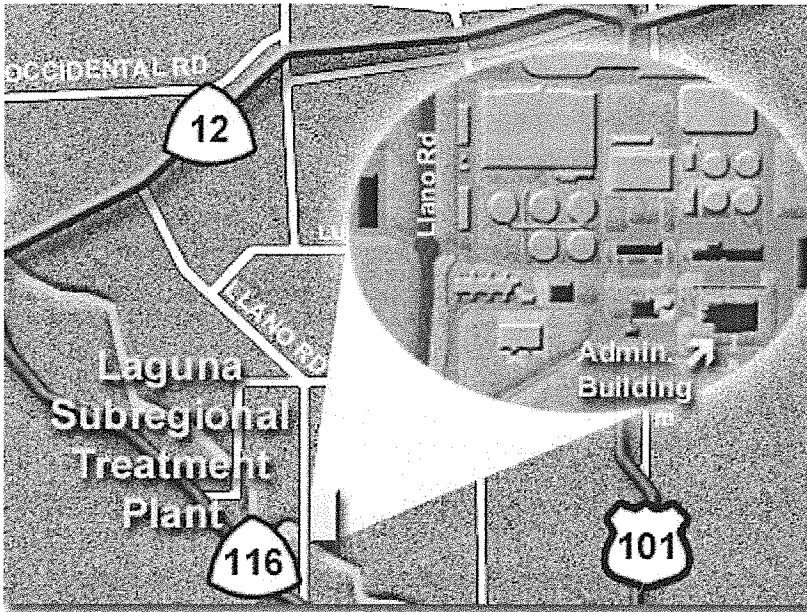 OCCIDENTAL RD
12
Llano Rd
LLANO RD
Laguna
Subregional
Treatment
Plant
Admin.
Building
116
101